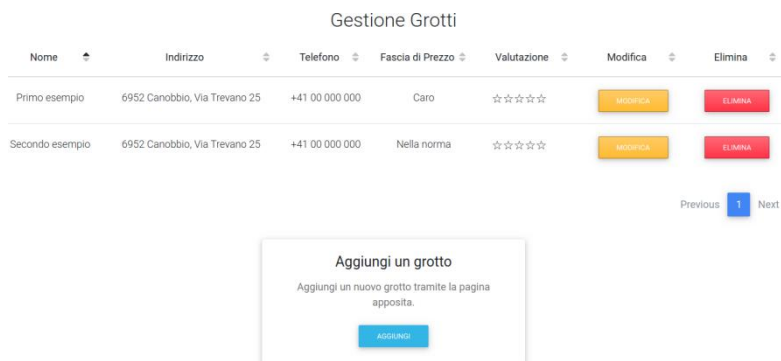 Gestione Grotti
Nome Indirizzo Telefono Fascia di Prezzo Valutazione Modifica Elimina
Primo esempio 6952 Canobbio, Via Trevano 25 +41 00 000 000 Caro ☆☆☆☆☆ MODIFICA ELIMINA
Secondo esempio 6952 Canobbio, Via Trevano 25 +41 00 000 000 Nella norma ☆☆☆☆☆ MODIFICA ELIMINA
Previous 1 Next
Aggiungi un grotto
Aggiungi un nuovo grotto tramite la pagina
apposita.
AGGIUNGI